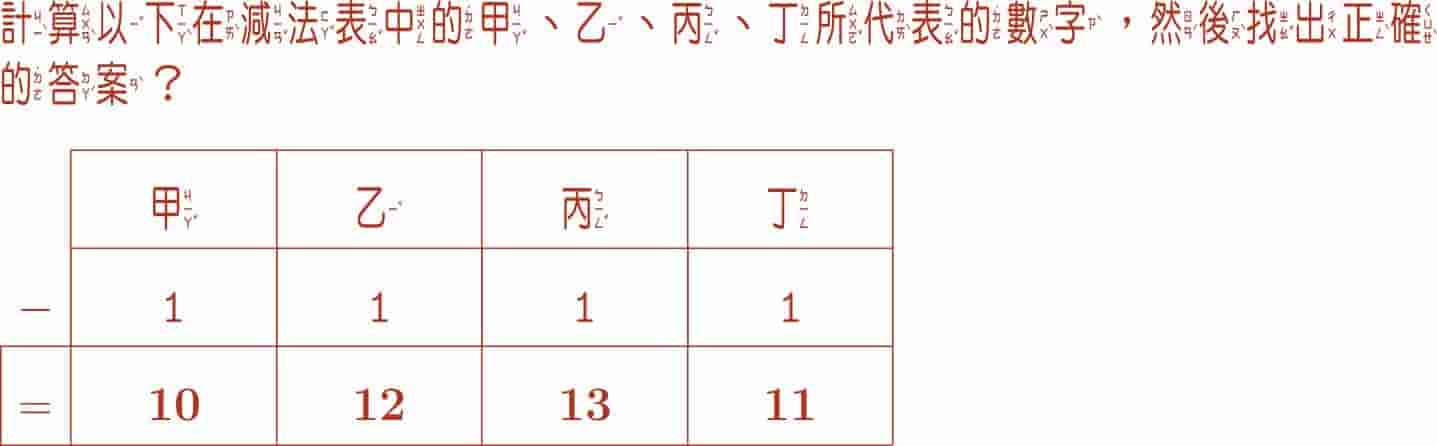 計算以下在減法表中的甲、乙、丙、丁所代表的數字，然後找出正確
的答案？
甲 乙 丙 丁
− 1 1 1 1
= 10 12 13 11